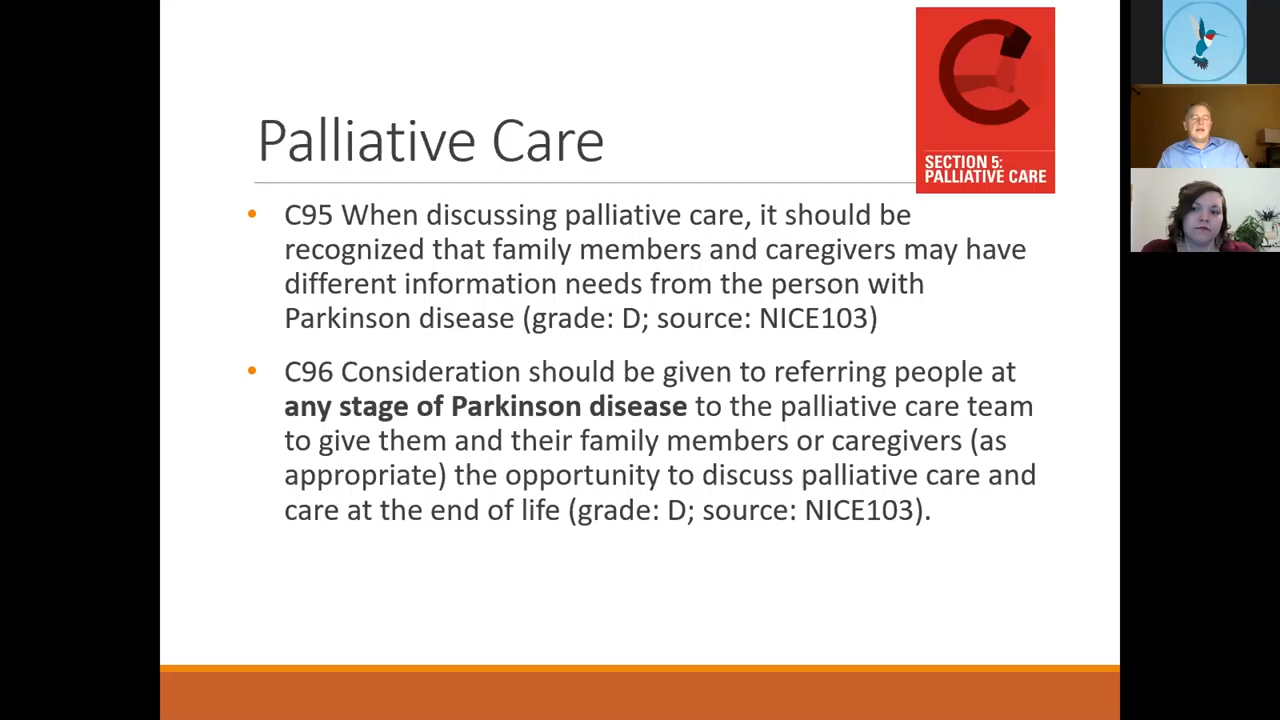 SECTION 5:
PALLIATIVE CARE
Palliative Care
• C95 When discussing palliative care, it should be
recognized that family members and caregivers may have
different information needs from the person with
Parkinson disease (grade: D; source: NICE103)
• C96 Consideration should be given to referring people at
any stage of Parkinson disease to the palliative care team
to give them and their family members or caregivers (as
appropriate) the opportunity to discuss palliative care and
care at the end of life (grade: D; source: NICE103).